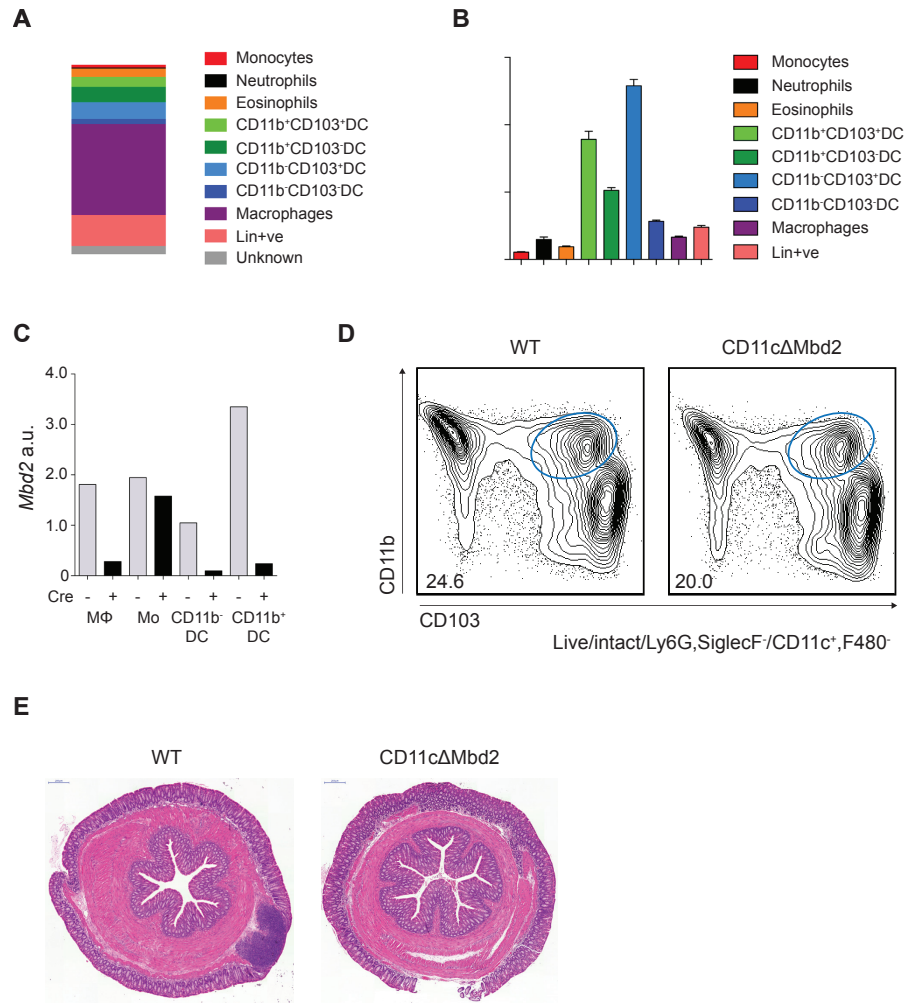 A
Monocytes
Neutrophils
Eosinophils
CD11b⁺CD103⁺DC
CD11b⁺CD103⁻DC
CD11b⁻CD103⁺DC
CD11b⁻CD103⁻DC
Macrophages
Lin+ve
Unknown
B
Monocytes
Neutrophils
Eosinophils
CD11b⁺CD103⁺DC
CD11b⁺CD103⁻DC
CD11b⁻CD103⁺DC
CD11b⁻CD103⁻DC
Macrophages
Lin+ve
C
Mbd2 a.u.
4.0
3.0
2.0
1.0
0
Cre - + - + - + - +
MΦ Mo CD11b⁻ CD11b⁺
DC DC
D
WT CD11cΔMbd2
CD11b
24.6 20.0
CD103
Live/intact/Ly6G,SiglecF⁻/CD11c⁺,F480⁻
E
WT CD11cΔMbd2